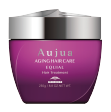 Aujua
AGING HAIR CARE
EQUAL
Hair Treatment